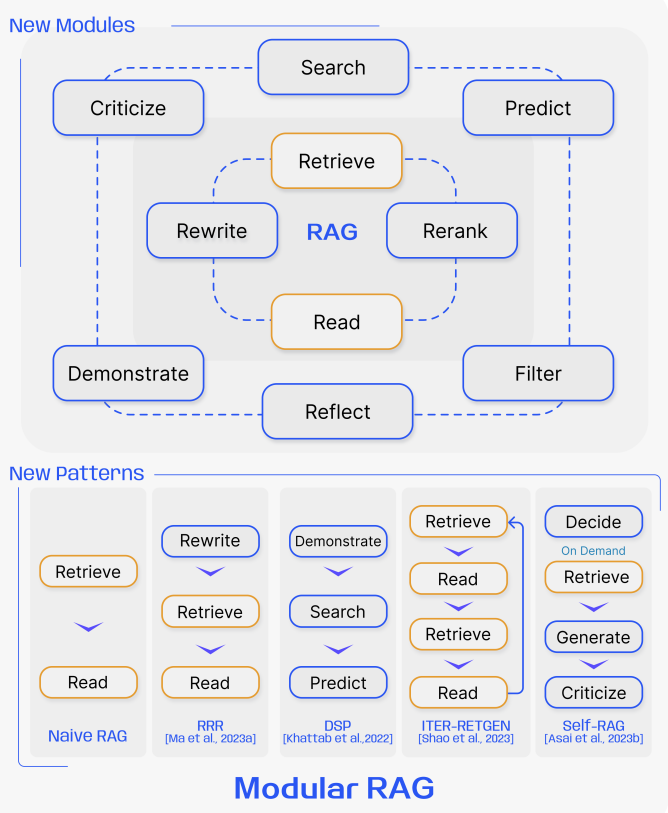 New Modules
Search
Criticize
Predict
Retrieve
Rewrite
RAG
Rerank
Read
Demonstrate
Filter
Reflect
New Patterns
Retrieve
Read
Naive RAG
Rewrite
Retrieve
Read
RRR
[Ma et al., 2023a]
Demonstrate
Search
Predict
DSP
[Khattab et al.,2022]
Retrieve
Read
Retrieve
Read
ITER-RETGEN
[Shao et al., 2023]
Decide
On Demand
Retrieve
Generate
Criticize
Self-RAG
[Asai et al., 2023b]
Modular RAG